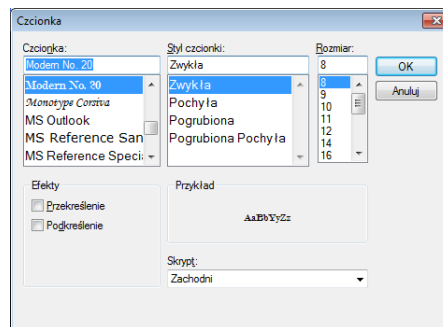 Czcionka
Czcionka: Styl czcionki: Rozmiar:
Modern No. 20 Zwykła 8 OK
Modern No. 20 Zwykła 8 Anuluj
Monotype Corsiva Pochyła 9
MS Outlook Pogrubiona 10
MS Reference San Pogrubiona Pochyła 11
MS Reference Speci 12
14
16
Efekty Przykład
Przekreślenie
Podkreślenie
AaBbYyZz
Skrypt:
Zachodni